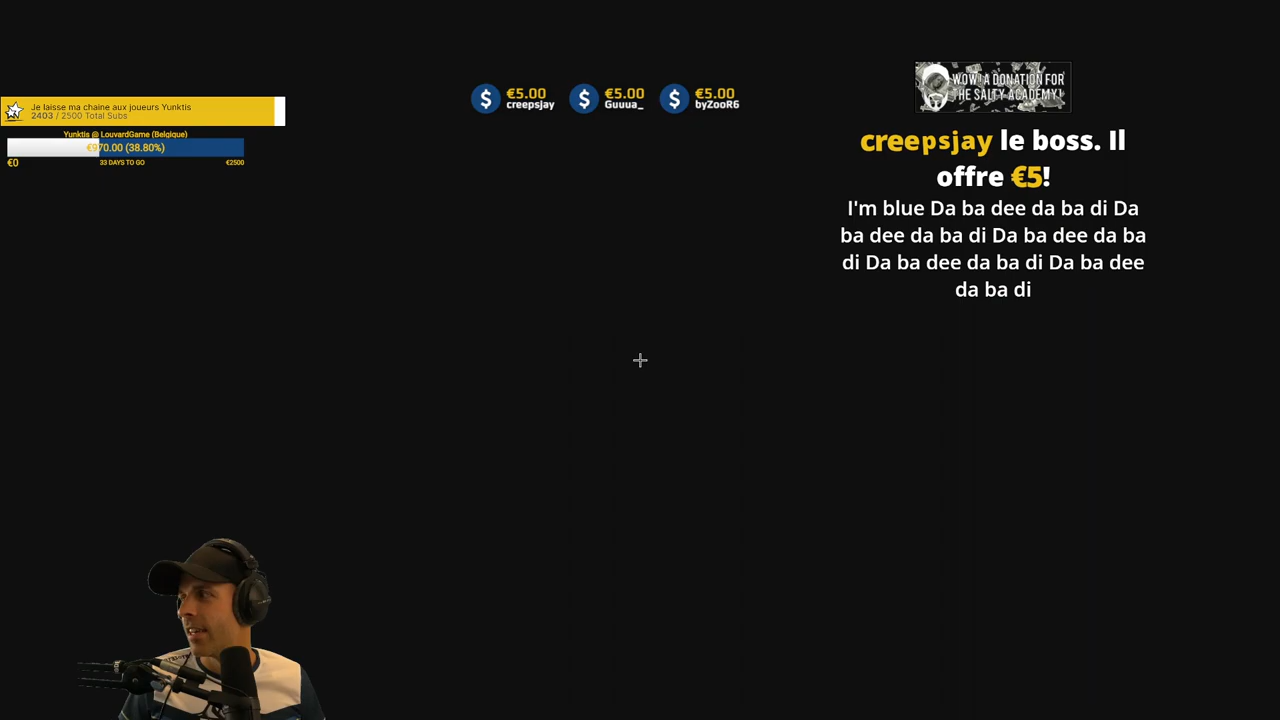 Je laisse ma chaine aux joueurs Yunktis
2403 / 2500 Total Subs
Yunktis @ LouvardGame (Belgique)
€970.00 (38.80%)
€0
33 DAYS TO GO
€2500
$ €5.00
creepsjay
$ €5.00
Guuua_
$ €5.00
byZooR6
WOW! A DONATION FOR
THE SALTY ACADEMY!
creepsjay le boss. Il
offre €5!
I'm blue Da ba dee da ba di Da
ba dee da ba di Da ba dee da ba
di Da ba dee da ba di Da ba dee
da ba di